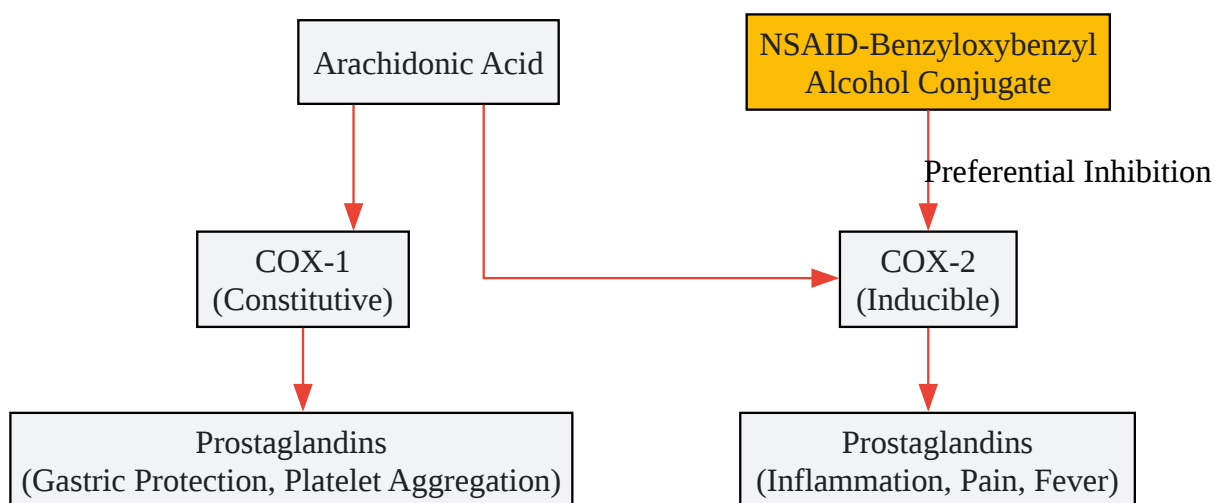 Arachidonic Acid
NSAID-Benzyloxybenzyl
Alcohol Conjugate
Preferential Inhibition
COX-1
(Constitutive)
COX-2
(Inducible)
Prostaglandins
(Gastric Protection, Platelet Aggregation)
Prostaglandins
(Inflammation, Pain, Fever)